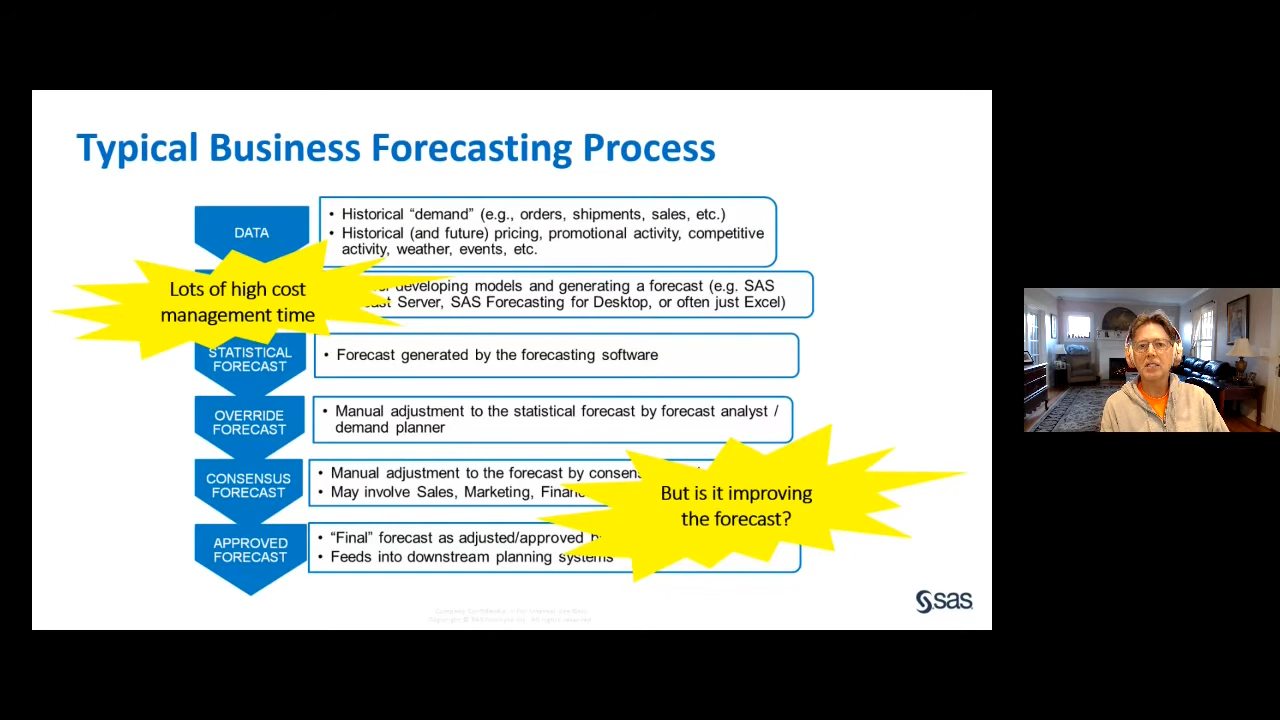 Typical Business Forecasting Process
DATA
• Historical “demand” (e.g., orders, shipments, sales, etc.)
• Historical (and future) pricing, promotional activity, competitive
activity, weather, events, etc.
Lots of high cost
management time
developing models and generating a forecast (e.g. SAS
Server, SAS Forecasting for Desktop, or often just Excel)
STATISTICAL
FORECAST
• Forecast generated by the forecasting software
OVERRIDE
FORECAST
• Manual adjustment to the statistical forecast by forecast analyst /
demand planner
CONSENSUS
FORECAST
• Manual adjustment to the forecast by
• May involve Sales, Marketing,
But is it improving
the forecast?
APPROVED
FORECAST
• “Final” forecast as adjusted/approved
• Feeds into downstream planning systems
sas